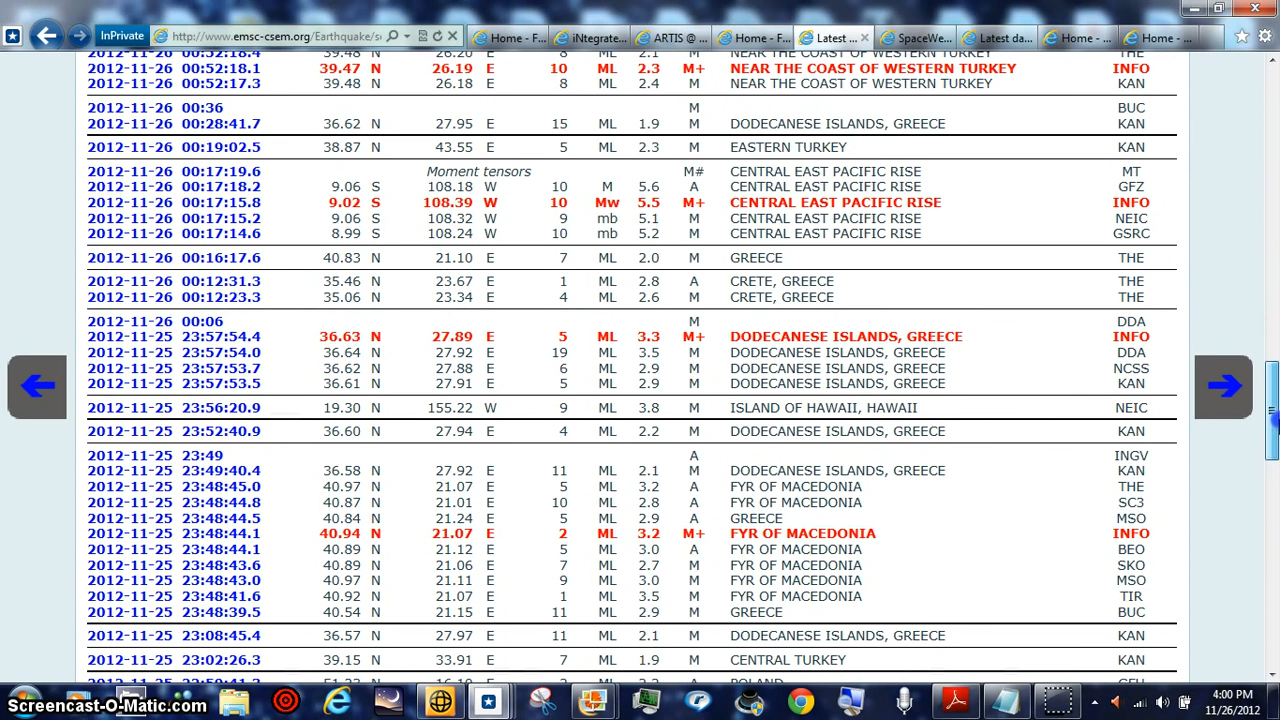 InPrivate http://www.emsc-csem.org/Earthquake/s Home - F... iNtegrate... ARTIS @ ... Home - F... Latest ... SpaceWe... Latest da... Home - ... Home - ...
2012-11-26 00:52:18.4 39.48 N 26.20 E 8 ML 2.1 M NEAR THE COAST OF WESTERN TURKEY THE
2012-11-26 00:52:18.1 39.47 N 26.19 E 10 ML 2.3 M+ NEAR THE COAST OF WESTERN TURKEY INFO
2012-11-26 00:52:17.3 39.48 N 26.18 E 8 ML 2.4 M NEAR THE COAST OF WESTERN TURKEY KAN
2012-11-26 00:36 M BUC
2012-11-26 00:28:41.7 36.62 N 27.95 E 15 ML 1.9 M DODECANESE ISLANDS, GREECE KAN
2012-11-26 00:19:02.5 38.87 N 43.55 E 5 ML 2.3 M EASTERN TURKEY KAN
2012-11-26 00:17:19.6 Moment tensors M# CENTRAL EAST PACIFIC RISE MT
2012-11-26 00:17:18.2 9.06 S 108.18 W 10 M 5.6 A CENTRAL EAST PACIFIC RISE GFZ
2012-11-26 00:17:15.8 9.02 S 108.39 W 10 Mw 5.5 M+ CENTRAL EAST PACIFIC RISE INFO
2012-11-26 00:17:15.2 9.06 S 108.32 W 9 mb 5.1 M CENTRAL EAST PACIFIC RISE NEIC
2012-11-26 00:17:14.6 8.99 S 108.24 W 10 mb 5.2 M CENTRAL EAST PACIFIC RISE GSRC
2012-11-26 00:16:17.6 40.83 N 21.10 E 7 ML 2.0 M GREECE THE
2012-11-26 00:12:31.3 35.46 N 23.67 E 1 ML 2.8 A CRETE, GREECE THE
2012-11-26 00:12:23.3 35.06 N 23.34 E 4 ML 2.6 M CRETE, GREECE THE
2012-11-26 00:06 M DDA
2012-11-25 23:57:54.4 36.63 N 27.89 E 5 ML 3.3 M+ DODECANESE ISLANDS, GREECE INFO
2012-11-25 23:57:54.0 36.64 N 27.92 E 19 ML 3.5 M DODECANESE ISLANDS, GREECE DDA
2012-11-25 23:57:53.7 36.62 N 27.88 E 6 ML 2.9 M DODECANESE ISLANDS, GREECE NCSS
2012-11-25 23:57:53.5 36.61 N 27.91 E 5 ML 2.9 M DODECANESE ISLANDS, GREECE KAN
2012-11-25 23:56:20.9 19.30 N 155.22 W 9 ML 3.8 M ISLAND OF HAWAII, HAWAII NEIC
2012-11-25 23:52:40.9 36.60 N 27.94 E 4 ML 2.2 M DODECANESE ISLANDS, GREECE KAN
2012-11-25 23:49 A INGV
2012-11-25 23:49:40.4 36.58 N 27.92 E 11 ML 2.1 M DODECANESE ISLANDS, GREECE KAN
2012-11-25 23:48:45.0 40.97 N 21.07 E 5 ML 3.2 A FYR OF MACEDONIA THE
2012-11-25 23:48:44.8 40.87 N 21.01 E 10 ML 2.8 A FYR OF MACEDONIA SC3
2012-11-25 23:48:44.5 40.84 N 21.24 E 5 ML 2.9 A GREECE MSO
2012-11-25 23:48:44.1 40.94 N 21.07 E 2 ML 3.2 M+ FYR OF MACEDONIA INFO
2012-11-25 23:48:44.1 40.89 N 21.12 E 5 ML 3.0 A FYR OF MACEDONIA BEO
2012-11-25 23:48:43.6 40.89 N 21.06 E 7 ML 2.7 M FYR OF MACEDONIA SKO
2012-11-25 23:48:43.0 40.97 N 21.11 E 9 ML 3.0 M FYR OF MACEDONIA MSO
2012-11-25 23:48:41.6 40.92 N 21.07 E 1 ML 3.5 M FYR OF MACEDONIA TIR
2012-11-25 23:48:39.5 40.54 N 21.15 E 11 ML 2.9 M GREECE BUC
2012-11-25 23:08:45.4 36.57 N 27.97 E 11 ML 2.1 M DODECANESE ISLANDS, GREECE KAN
2012-11-25 23:02:26.3 39.15 N 33.91 E 7 ML 1.9 M CENTRAL TURKEY KAN
4:00 PM
11/26/2012
Screencast-O-Matic.com